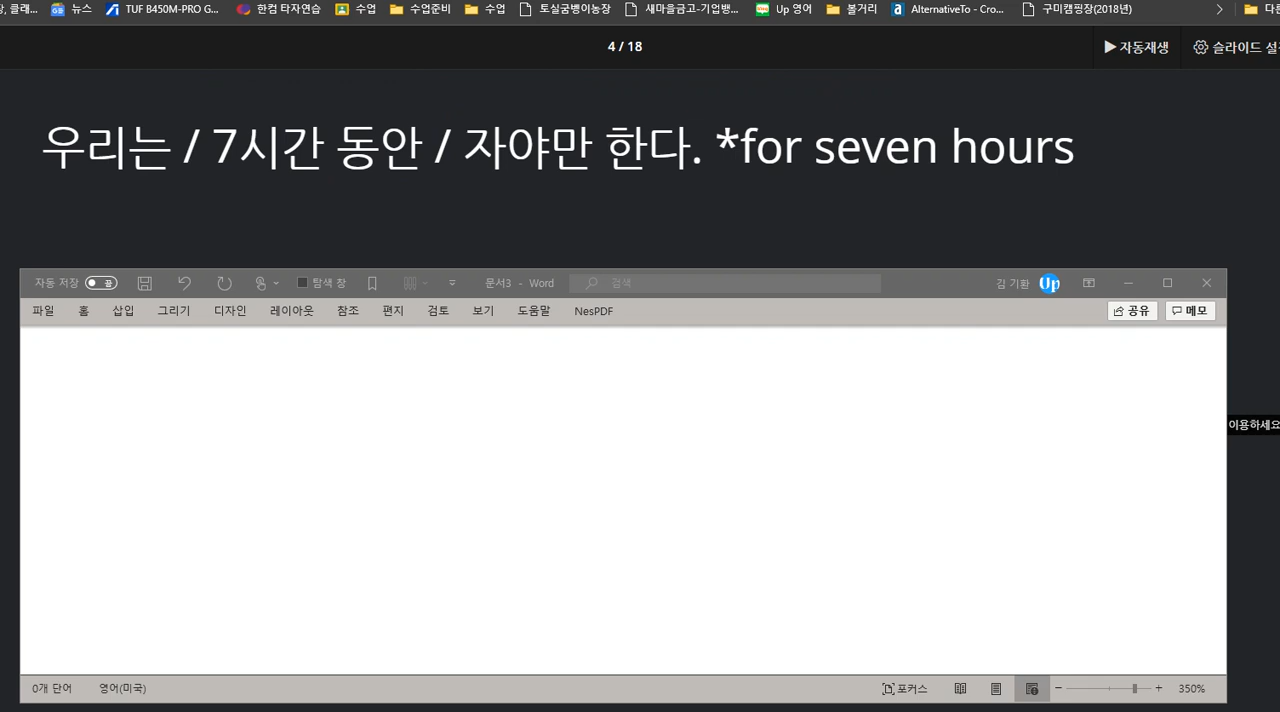 클래... 뉴스 TUF B450M-PRO G... 한컴 타자연습 수업 수업준비 수업 토실굼벵이농장 새마을금고-기업뱅... Up 영어 볼거리 AlternativeTo - Cro... 구미캠핑장(2018년)
4 / 18 자동재생 슬라이드
우리는 / 7시간 동안 / 자야만 한다. *for seven hours
자동 저장 끔 탐색 창 문서3 - Word 검색 김 기환 Up
파일 홈 삽입 그리기 디자인 레이아웃 참조 편지 검토 보기 도움말 NesPDF 공유 메모
이용하세요
0개 단어 영어(미국) 포커스 350%